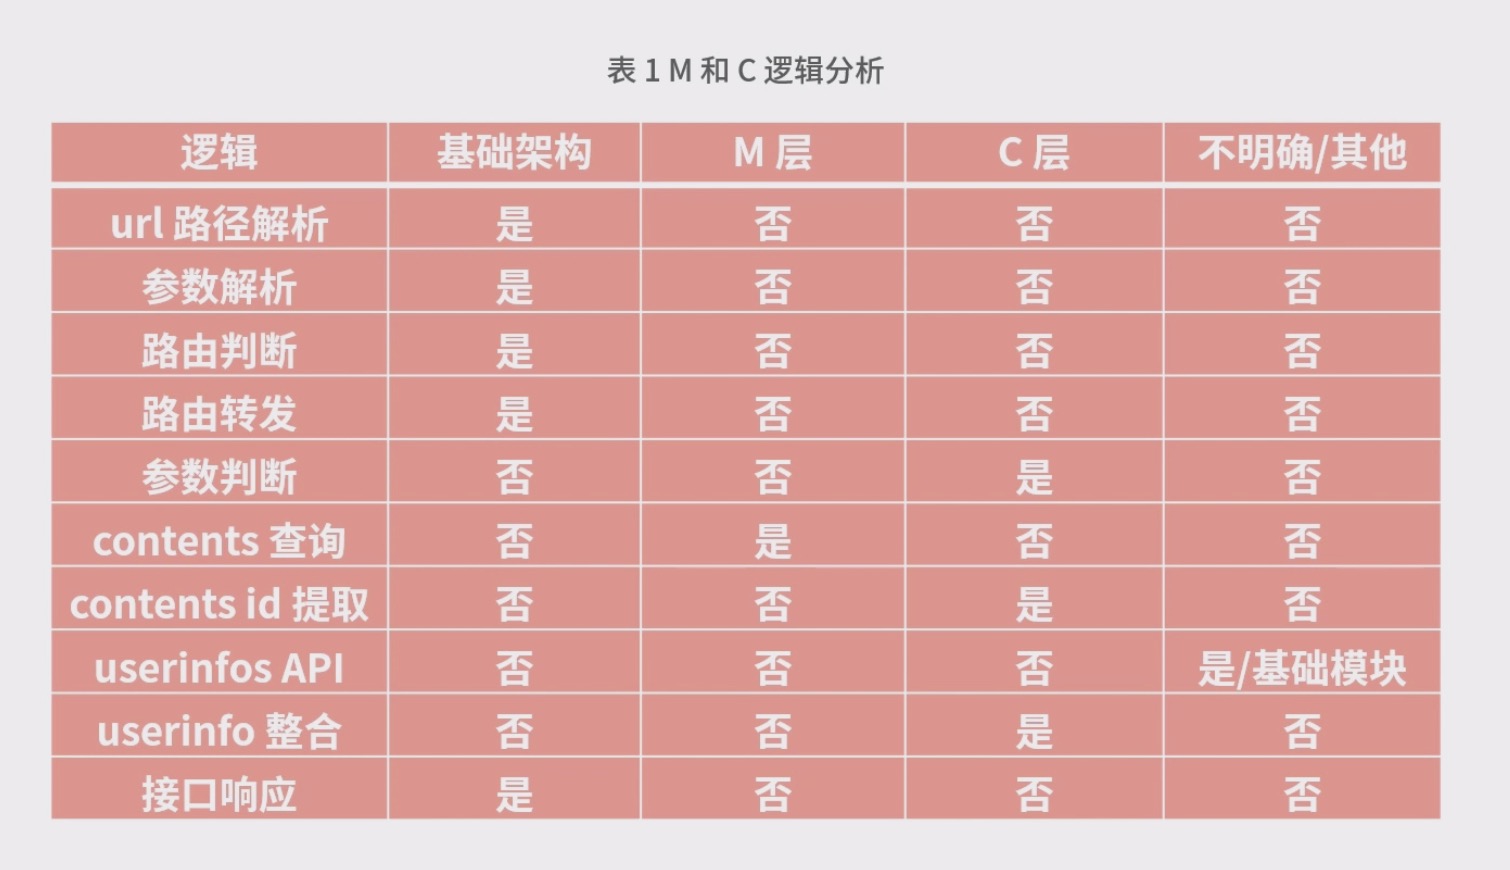 表 1 M 和 C 逻辑分析
逻辑 基础架构 M 层 C 层 不明确/其他
url 路径解析 是 否 否 否
参数解析 是 否 否 否
路由判断 是 否 否 否
路由转发 是 否 否 否
参数判断 否 否 是 否
contents 查询 否 是 否 否
contents id 提取 否 否 是 否
userinfos API 否 否 否 是/基础模块
userinfo 整合 否 否 是 否
接口响应 是 否 否 否